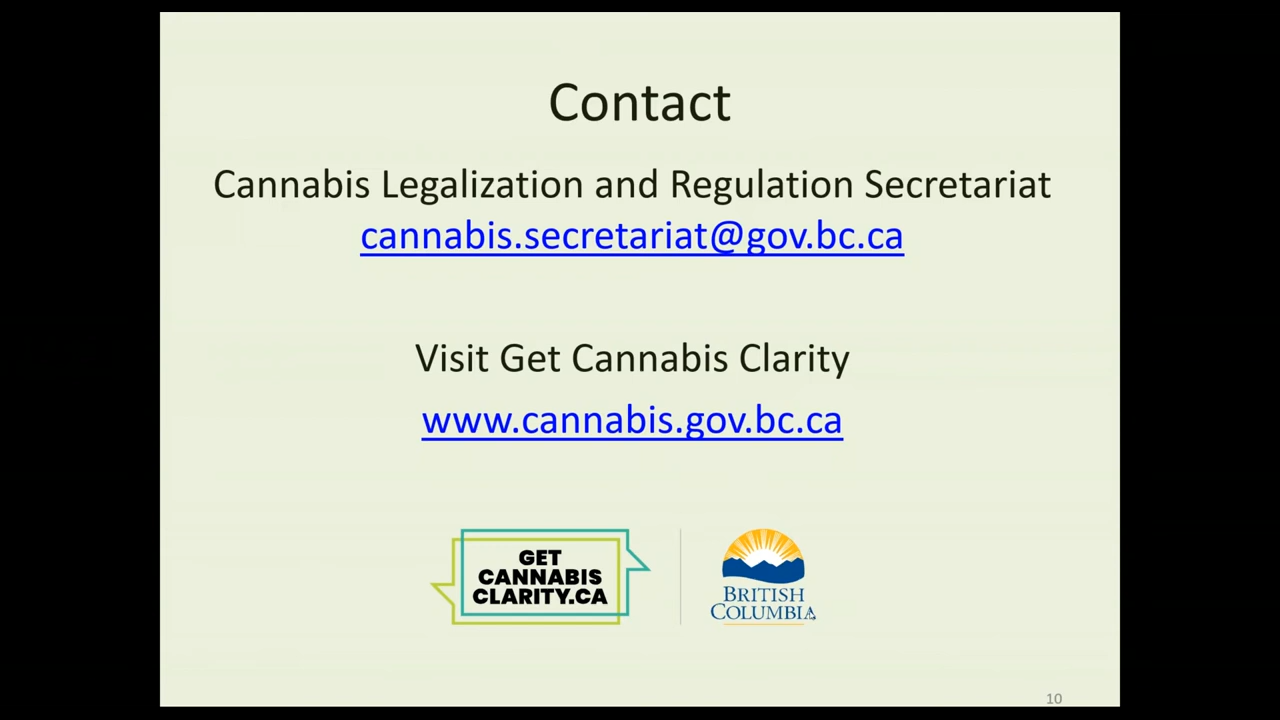 Contact
Cannabis Legalization and Regulation Secretariat
cannabis.secretariat@gov.bc.ca
Visit Get Cannabis Clarity
www.cannabis.gov.bc.ca
GET
CANNABIS
CLARITY.CA
BRITISH
COLUMBIA
10